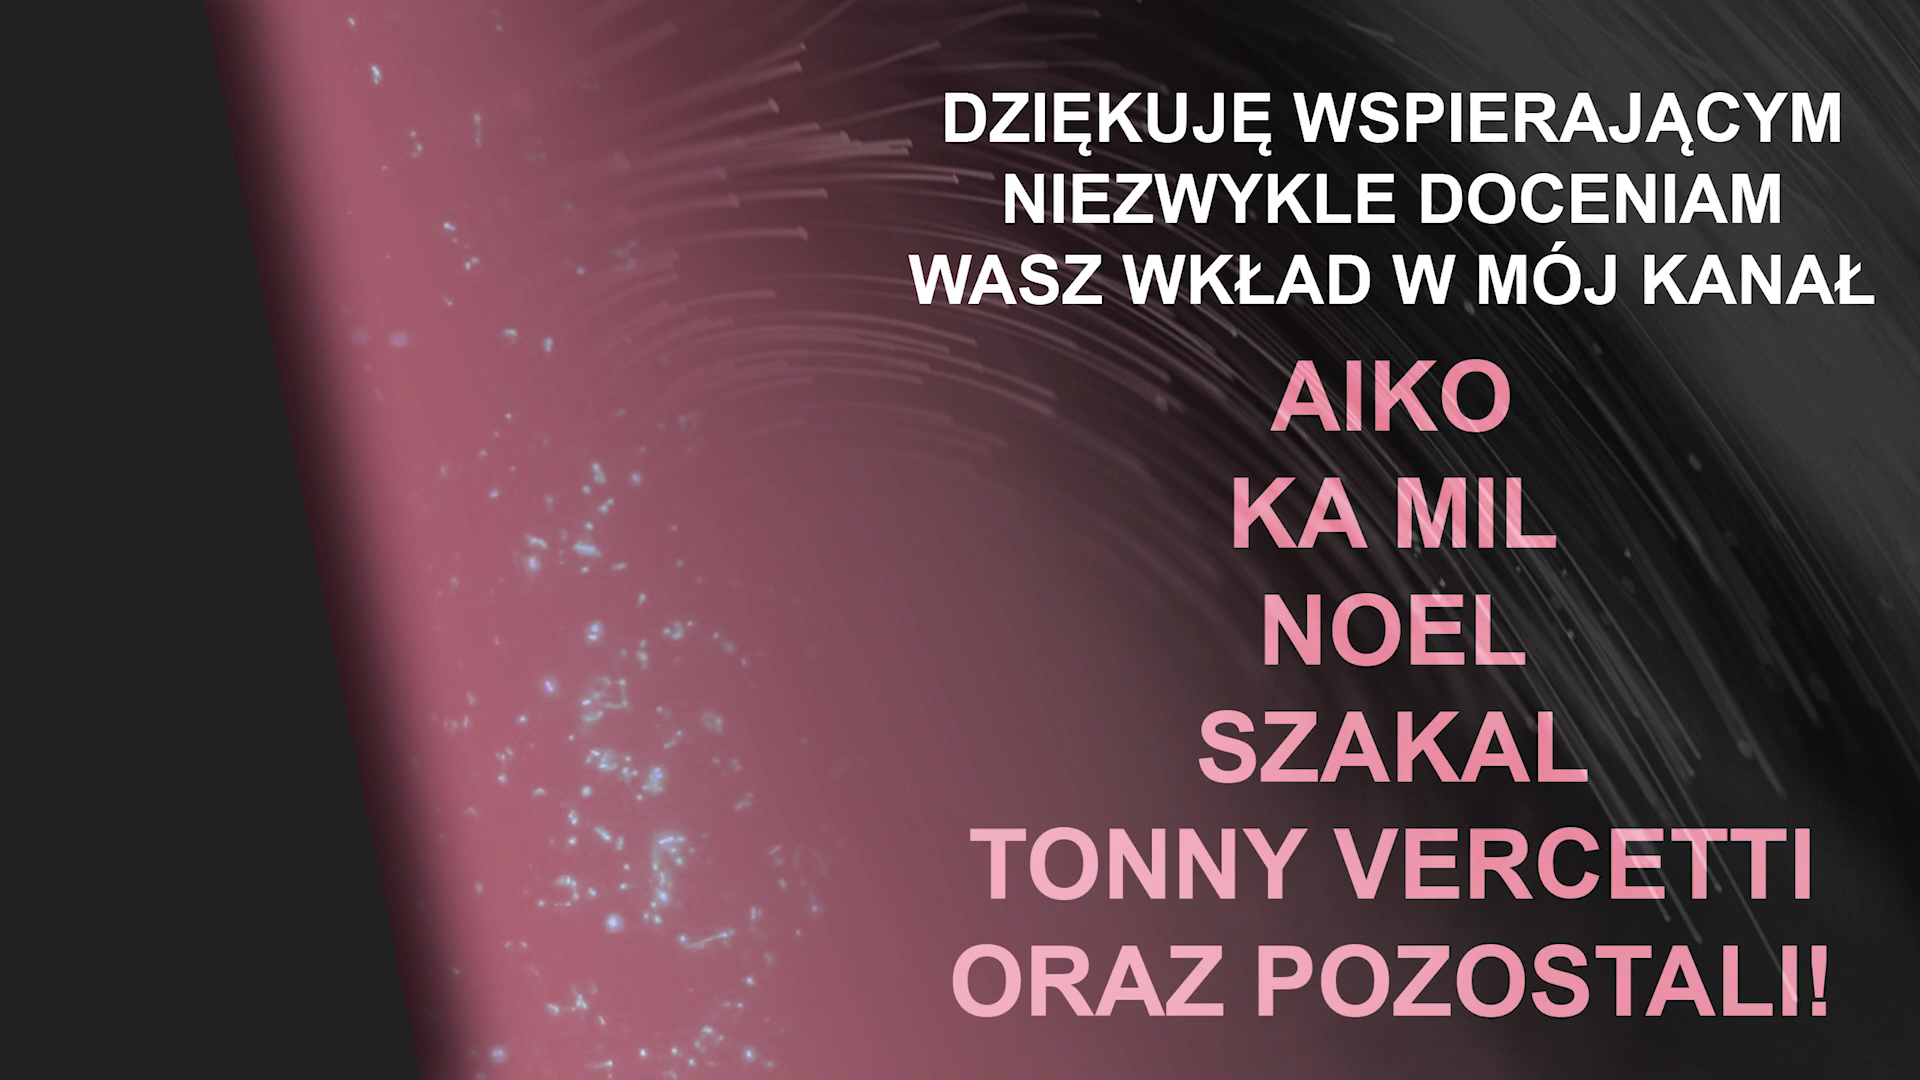 DZIĘKUJĘ WSPIERAJĄCYM
NIEZWYKLE DOCENIAM
WASZ WKŁAD W MÓJ KANAŁ
AIKO
KA MIL
NOEL
SZAKAL
TONNY VERCETTI
ORAZ POZOSTALI!